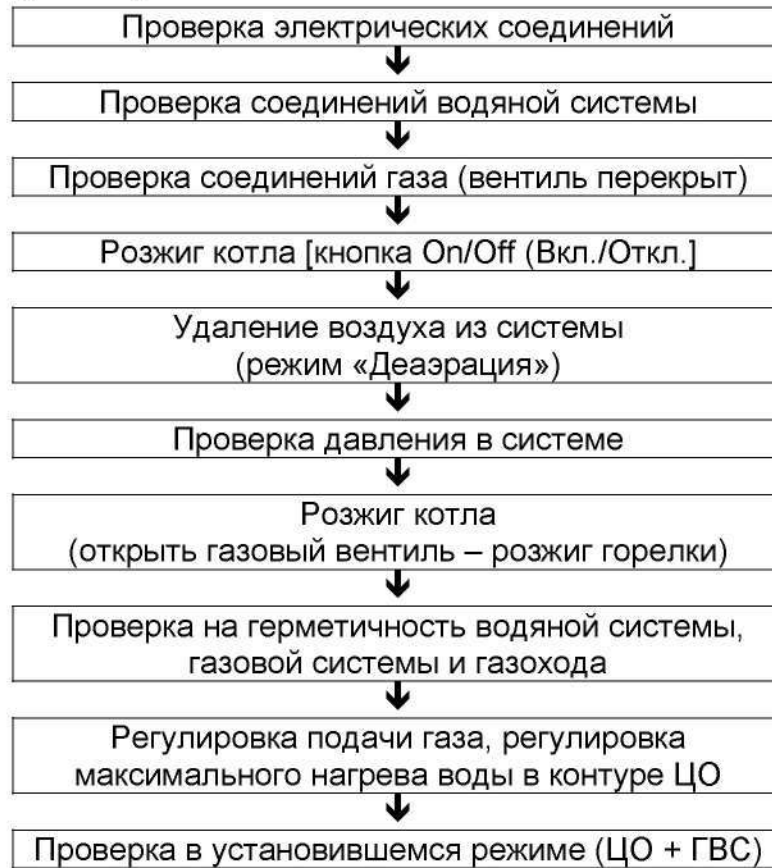 Проверка электрических соединений
Проверка соединений водяной системы
Проверка соединений газа (вентиль перекрыт)
Розжиг котла [кнопка On/Off (Вкл./Откл.]
Удаление воздуха из системы
(режим «Деаэрация»)
Проверка давления в системе
Розжиг котла
(открыть газовый вентиль – розжиг горелки)
Проверка на герметичность водяной системы,
газовой системы и газохода
Регулировка подачи газа, регулировка
максимального нагрева воды в контуре ЦО
Проверка в установившемся режиме (ЦО + ГВС)